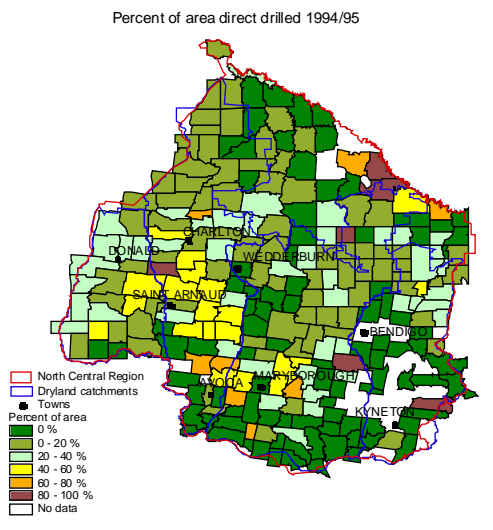 Percent of area direct drilled 1994/95
CHARLTON
DONALD
WEDDERBURN
SAINT ARNAUD
BENDIGO
MARYBOROUGH
AVOCA
KYNETON
North Central Region
Dryland catchments
Towns
Percent of area
0 %
0 - 20 %
20 - 40 %
40 - 60 %
60 - 80 %
80 - 100 %
No data